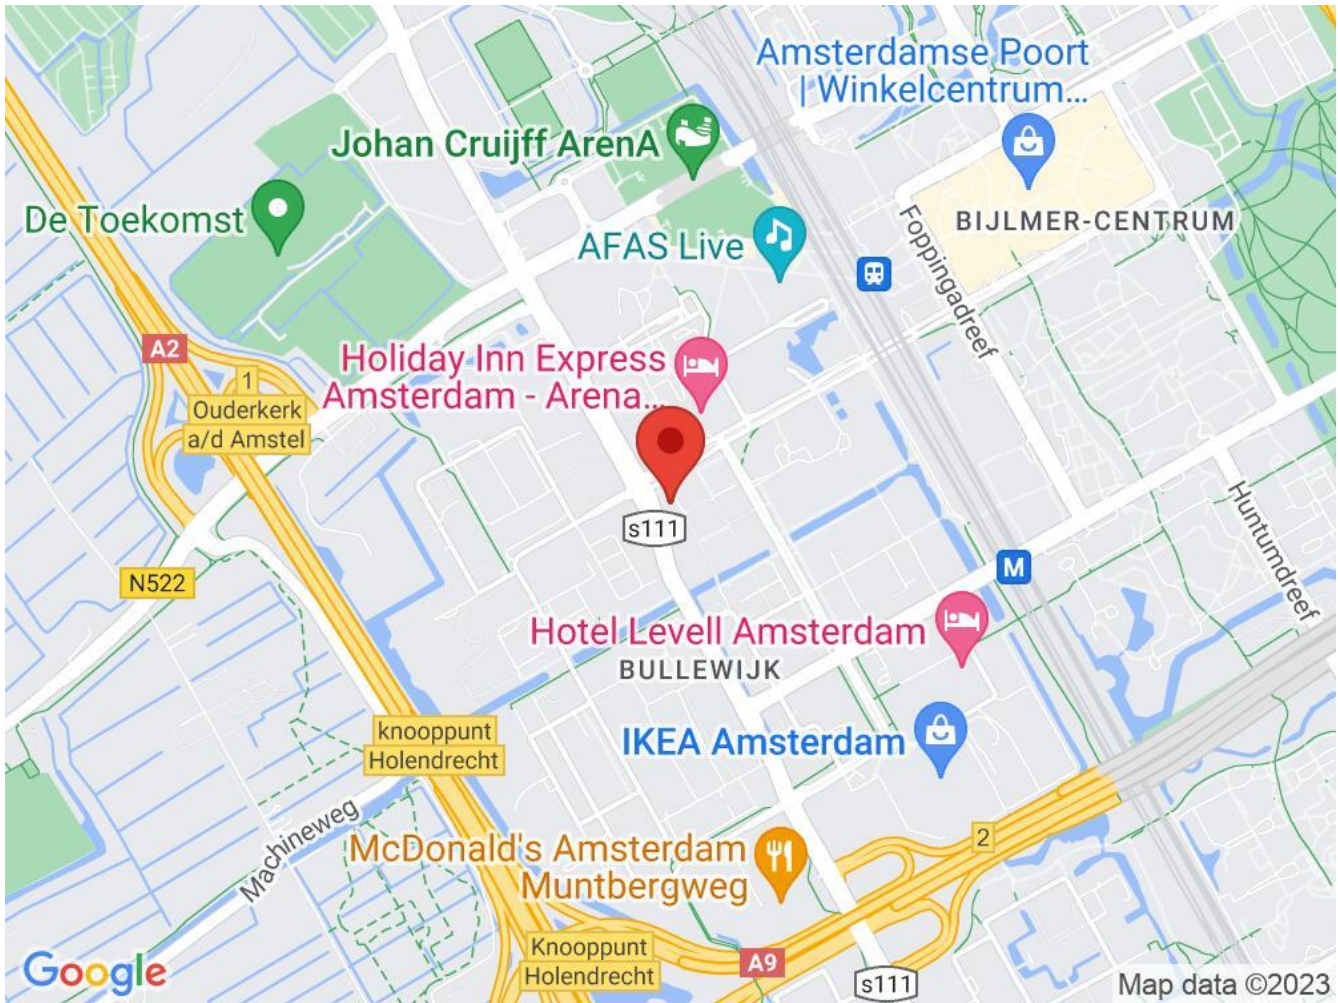 Amsterdamse Poort
| Winkelcentrum...
Johan Cruijff ArenA
De Toekomst
BIJLMER-CENTRUM
AFAS Live
Foppingadreef
A2
Holiday Inn Express
Amsterdam - Arena...
1
Ouderkerk
a/d Amstel
s111
Huntumdreef
M
N522
Hotel Levell Amsterdam
BULLEWIJK
knooppunt
Holendrecht
IKEA Amsterdam
Machineweg
McDonald's Amsterdam
Muntbergweg
2
Knooppunt
Holendrecht
A9
Google
s111
Map data ©2023